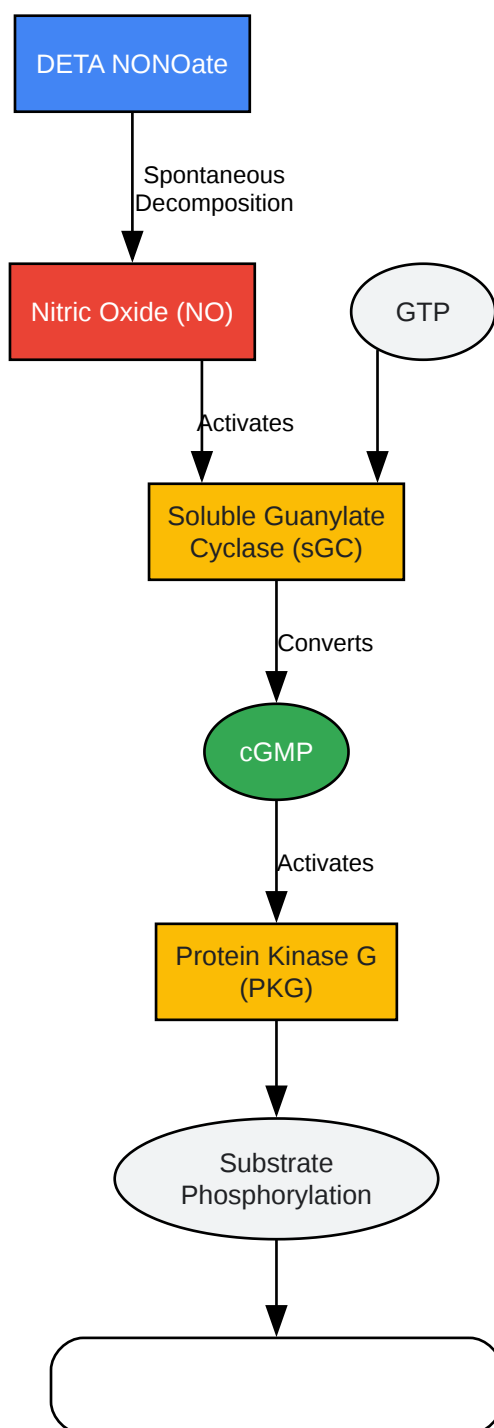 DETA NONOate
Spontaneous
Decomposition
Nitric Oxide (NO)
GTP
Activates
Soluble Guanylate
Cyclase (sGC)
Converts
cGMP
Activates
Protein Kinase G
(PKG)
Substrate
Phosphorylation